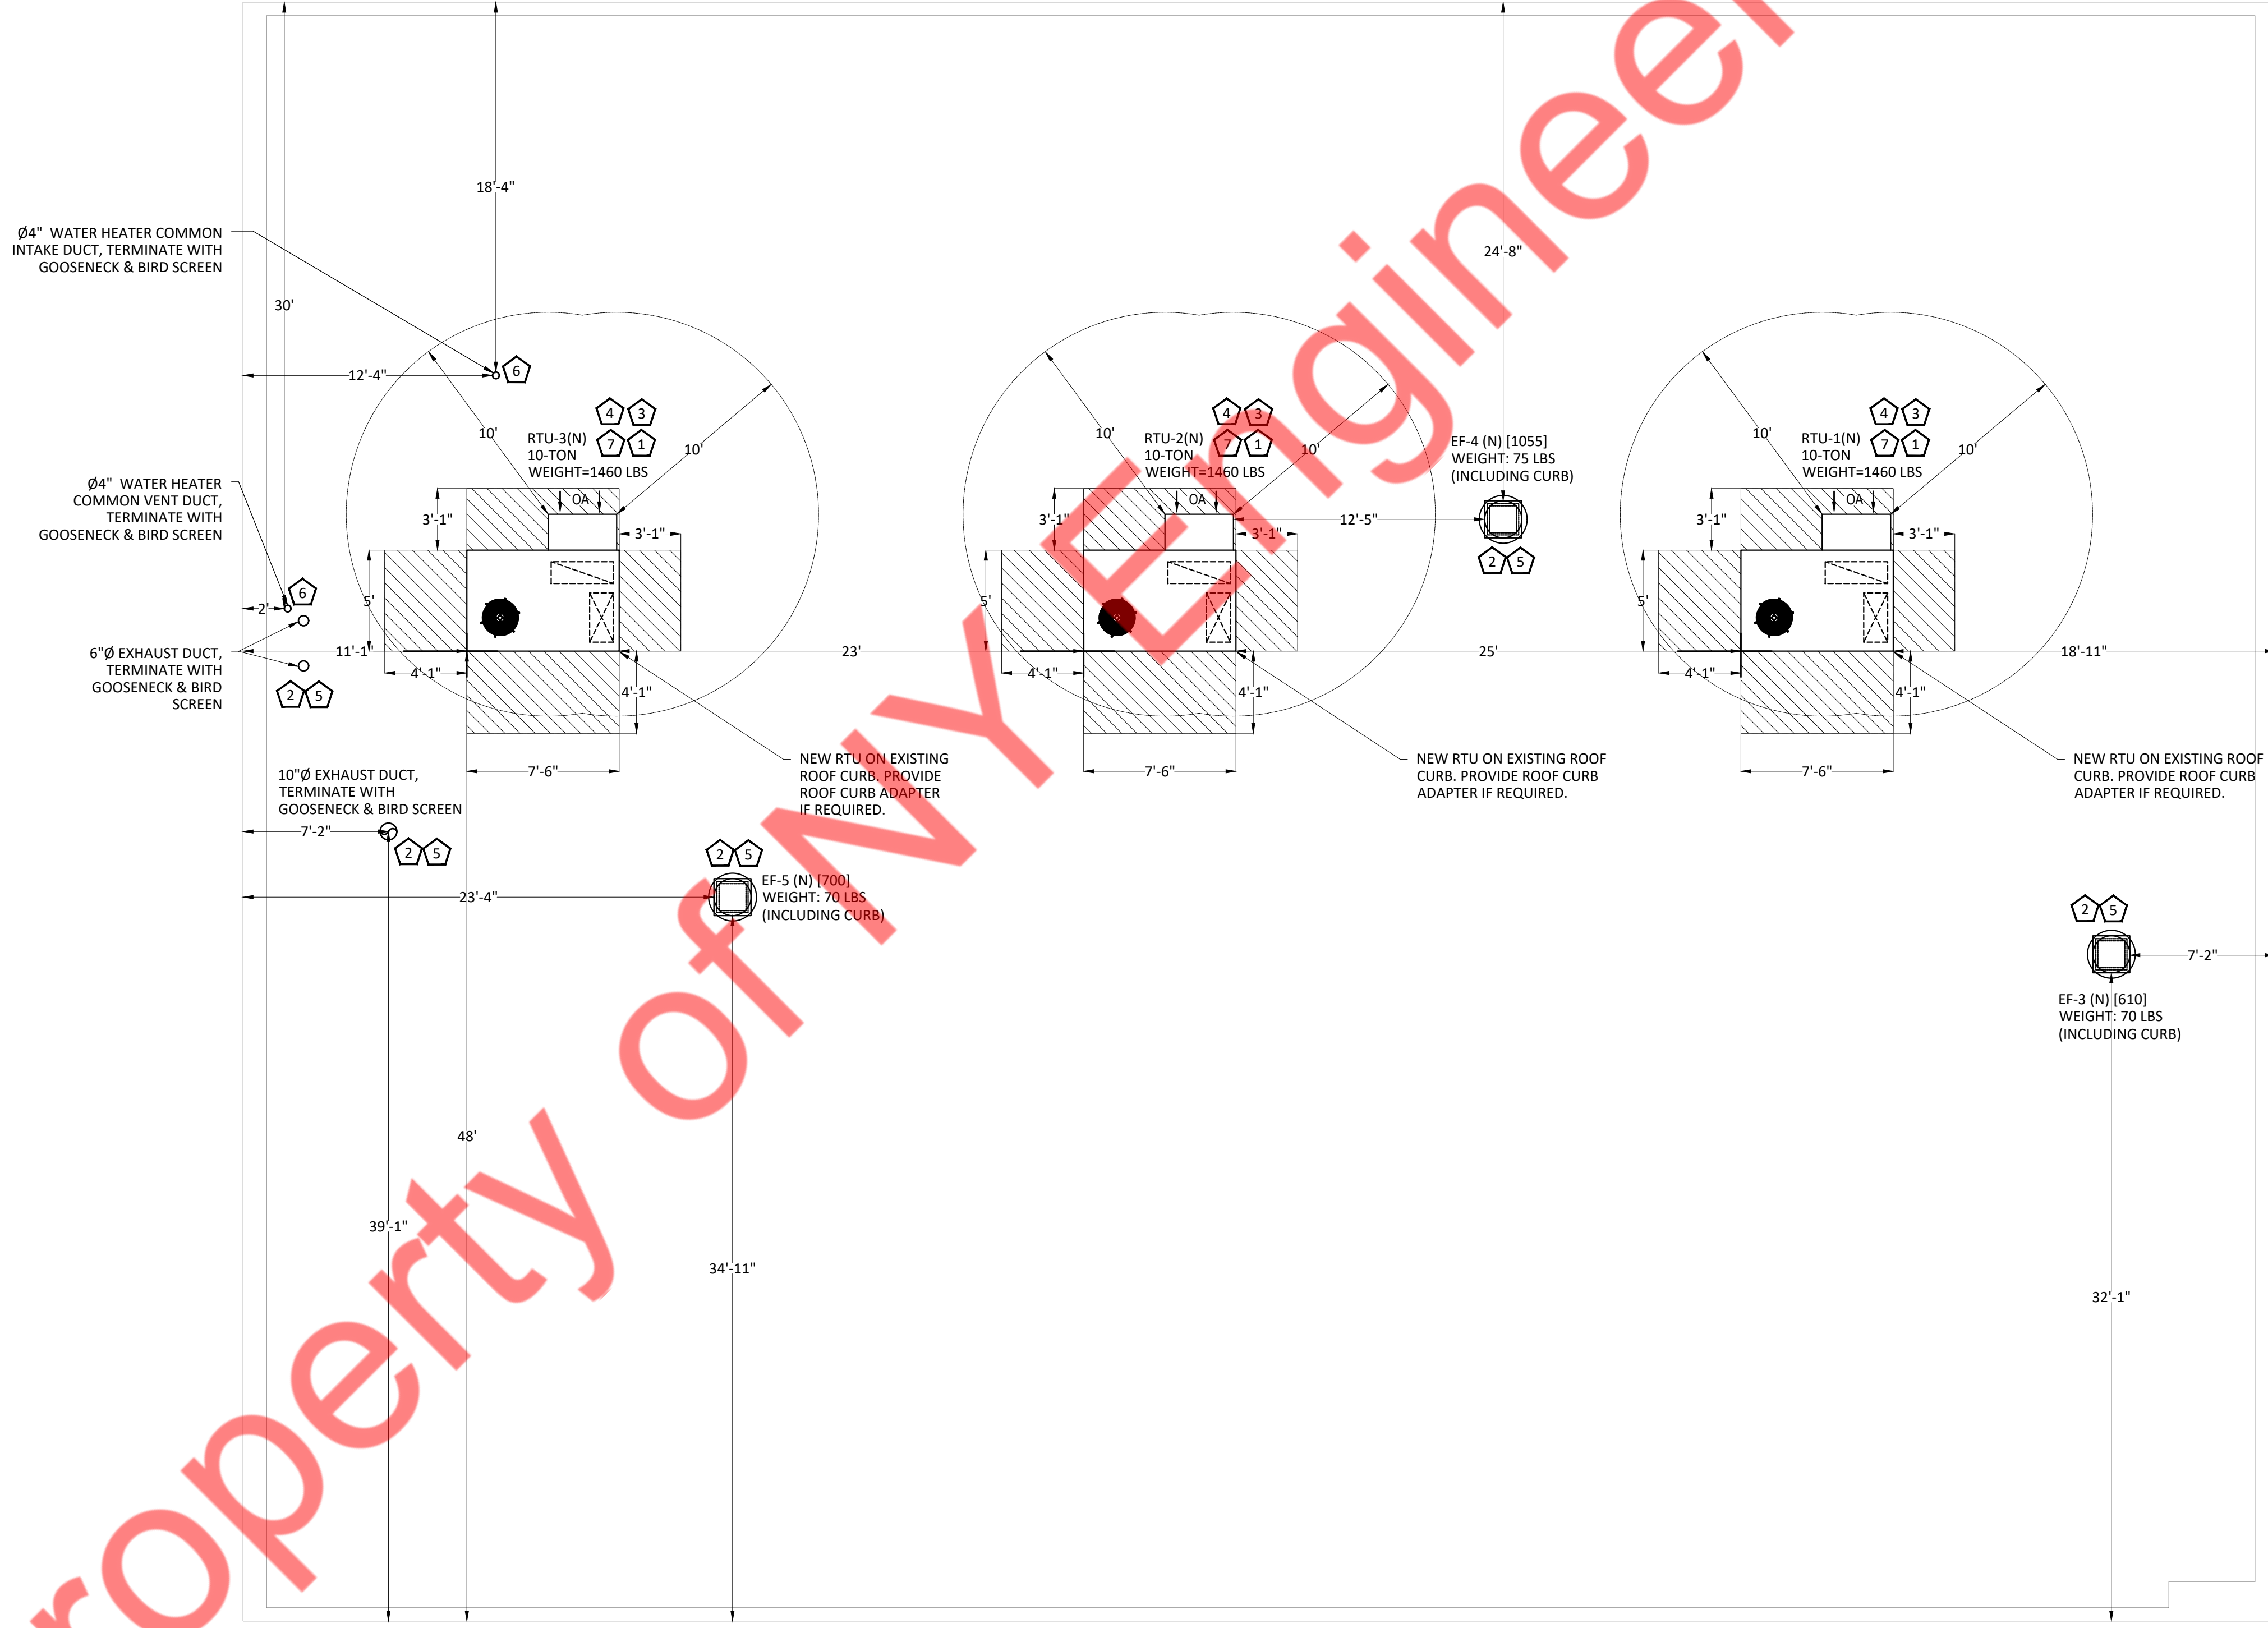 18'-4"
Ø4" WATER HEATER COMMON
INTAKE DUCT, TERMINATE WITH
GOOSENECK & BIRD SCREEN
24'-8"
30'
12'-4"
6
10'
RTU-3(N)
10-TON
WEIGHT=1460 LBS
4 3
7 1
10'
10'
RTU-2(N)
10-TON
WEIGHT=1460 LBS
4 3
7 1
10'
EF-4 (N) [1055]
WEIGHT: 75 LBS
(INCLUDING CURB)
10'
RTU-1(N)
10-TON
WEIGHT=1460 LBS
4 3
7 1
10'
Ø4" WATER HEATER
COMMON VENT DUCT,
TERMINATE WITH
GOOSENECK & BIRD SCREEN
OA
3'-1"
3'-1"
OA
3'-1"
3'-1"
12'-5"
2 5
OA
3'-1"
3'-1"
6
2'
5'
5'
5'
6"Ø EXHAUST DUCT,
TERMINATE WITH
GOOSENECK & BIRD
SCREEN
2 5
11'-1"
23'
25'
18'-11"
4'-1"
4'-1"
4'-1"
4'-1"
4'-1"
4'-1"
7'-6"
7'-6"
7'-6"
NEW RTU ON EXISTING
ROOF CURB. PROVIDE
ROOF CURB ADAPTER
IF REQUIRED.
NEW RTU ON EXISTING ROOF
CURB. PROVIDE ROOF CURB
ADAPTER IF REQUIRED.
NEW RTU ON EXISTING ROOF
CURB. PROVIDE ROOF CURB
ADAPTER IF REQUIRED.
10"Ø EXHAUST DUCT,
TERMINATE WITH
GOOSENECK & BIRD SCREEN
7'-2"
2 5
2 5
EF-5 (N) [700]
WEIGHT: 70 LBS
(INCLUDING CURB)
23'-4"
2 5
7'-2"
EF-3 (N) [610]
WEIGHT: 70 LBS
(INCLUDING CURB)
48'
39'-1"
34'-11"
32'-1"
roperty of NY Engineer